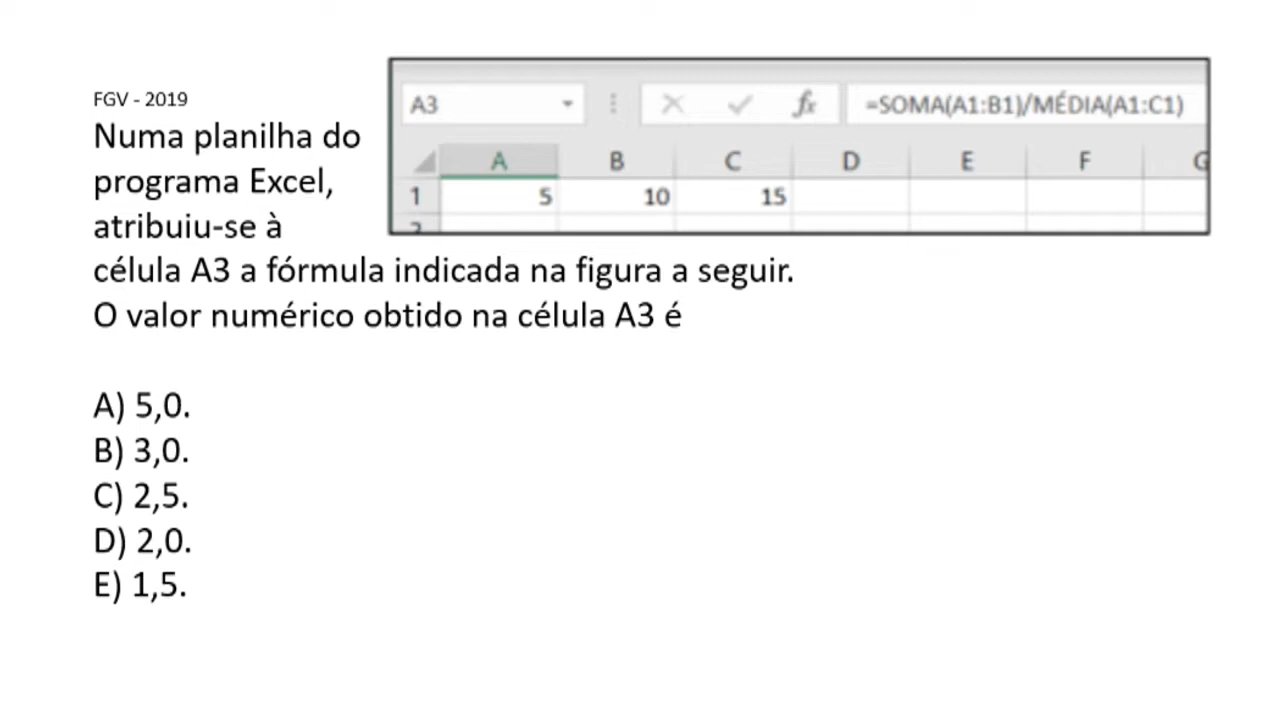 FGV - 2019
Numa planilha do
programa Excel,
atribuiu-se à
célula A3 a fórmula indicada na figura a seguir.
O valor numérico obtido na célula A3 é
A3 fx =SOMA(A1:B1)/MÉDIA(A1:C1)
A B C D E F G
1 5 10 15
2
A) 5,0.
B) 3,0.
C) 2,5.
D) 2,0.
E) 1,5.